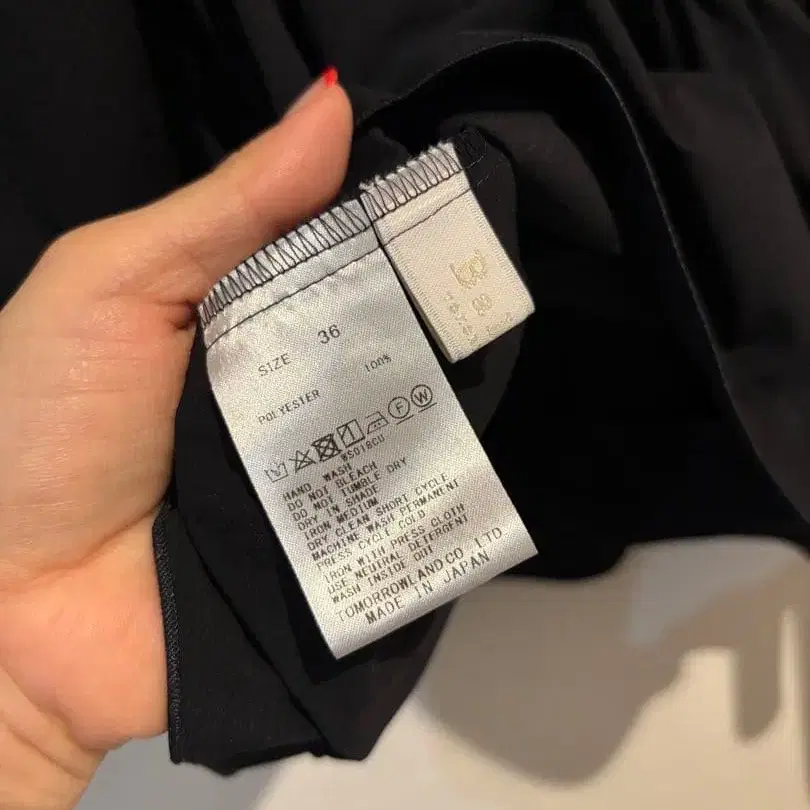 SIZE 36
POLYESTER 100%
WS018CU
HAND WASH
DO NOT BLEACH
DO NOT TUMBLE DRY
DRY IN SHADE
IRON MEDIUM
DRY CLEAN SHORT CYCLE
MACHINE WASH PERMANENT
PRESS CYCLE COLD
IRON WITH PRESS CLOTH
USE NEUTRAL DETERGENT
WASH INSIDE OUT
TOMORROWLAND CO LTD
MADE IN JAPAN
F W